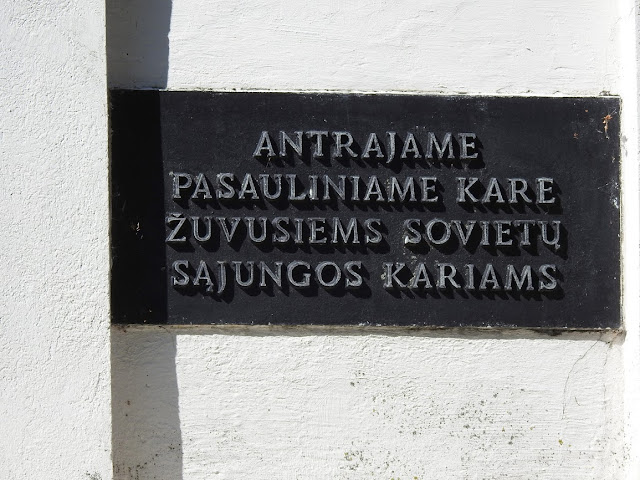 ANTRAJAME
PASAULINIAME KARE
ŽUVUSIEMS SOVIETŲ
SĄJUNGOS KARIAMS